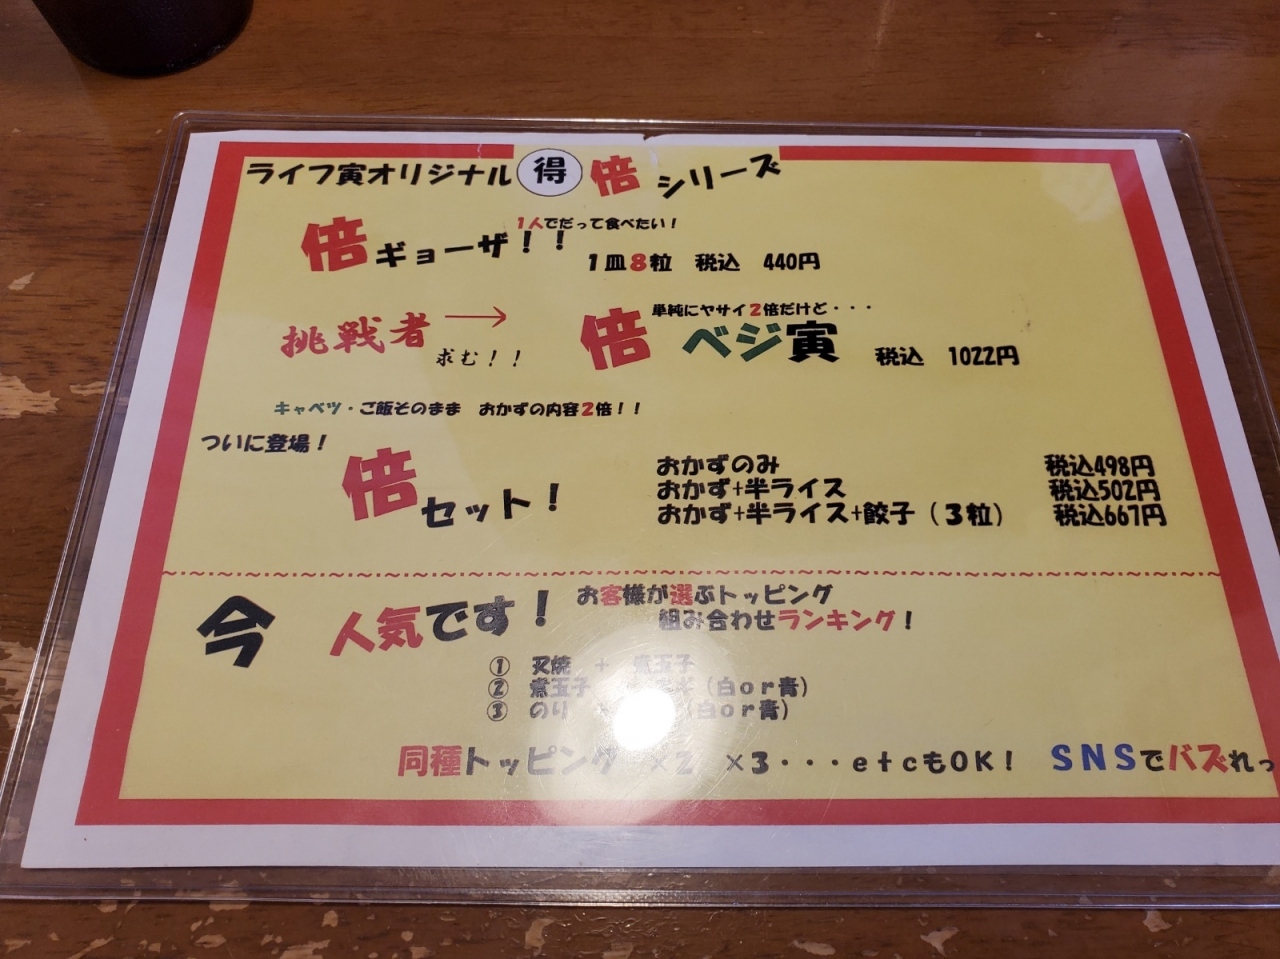 ライフ寅オリジナル 得 倍 シリーズ
1人でだって食べたい！
倍 ギョーザ！！
1皿8粒 税込 440円
単純にヤサイ2倍だけど・・・
挑戦者 → 求む！！
倍 ベジ寅 税込 1022円
キャベツ・ご飯そのまま おかずの内容2倍！！
ついに登場！
倍 セット！
おかずのみ 税込498円
おかず+半ライス 税込502円
おかず+半ライス+餃子（3粒） 税込667円
今 人気です！
お客様が選ぶトッピング
組み合わせランキング！
① 叉焼 + 煮玉子
② 煮玉子 （白or青）
③ のり （白or青）
同種トッピング ×2 ×3・・・etcもOK！ SNSでバズれっ